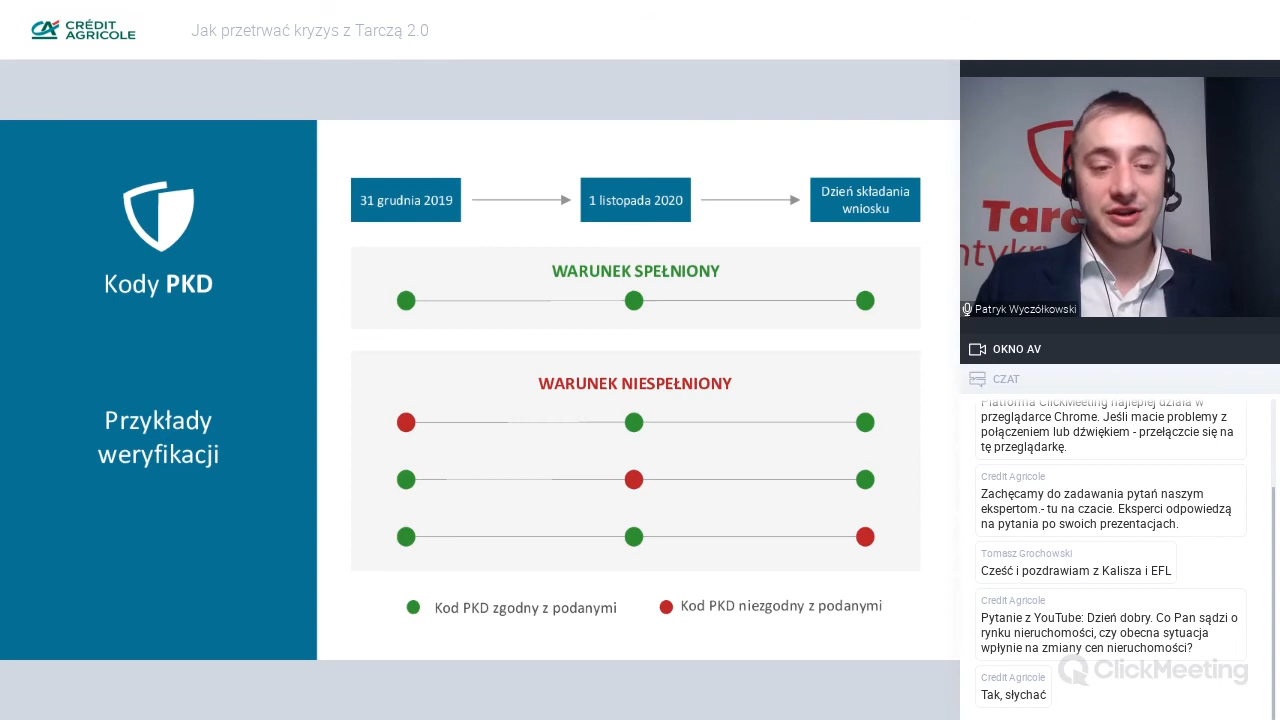 CRÉDIT
AGRICOLE
Jak przetrwać kryzys z Tarczą 2.0
Kody PKD
Przykłady
weryfikacji
31 grudnia 2019
1 listopada 2020
Dzień składania
wniosku
WARUNEK SPEŁNIONY
WARUNEK NIESPEŁNIONY
Kod PKD zgodny z podanymi
Kod PKD niezgodny z podanymi
Patryk Wyczółkowski
OKNO AV
CZAT
Platforma ClickMeeting najlepiej działa w
przeglądarce Chrome. Jeśli macie problemy z
połączeniem lub dźwiękiem - przełączcie się na
tę przeglądarkę.
Credit Agricole
Zachęcamy do zadawania pytań naszym
ekspertom.- tu na czacie. Eksperci odpowiedzą
na pytania po swoich prezentacjach.
Tomasz Grochowski
Cześć i pozdrawiam z Kalisza i EFL
Credit Agricole
Pytanie z YouTube: Dzień dobry. Co Pan sądzi o
rynku nieruchomości, czy obecna sytuacja
wpłynie na zmiany cen nieruchomości?
Credit Agricole
Tak, słychać
ClickMeeting